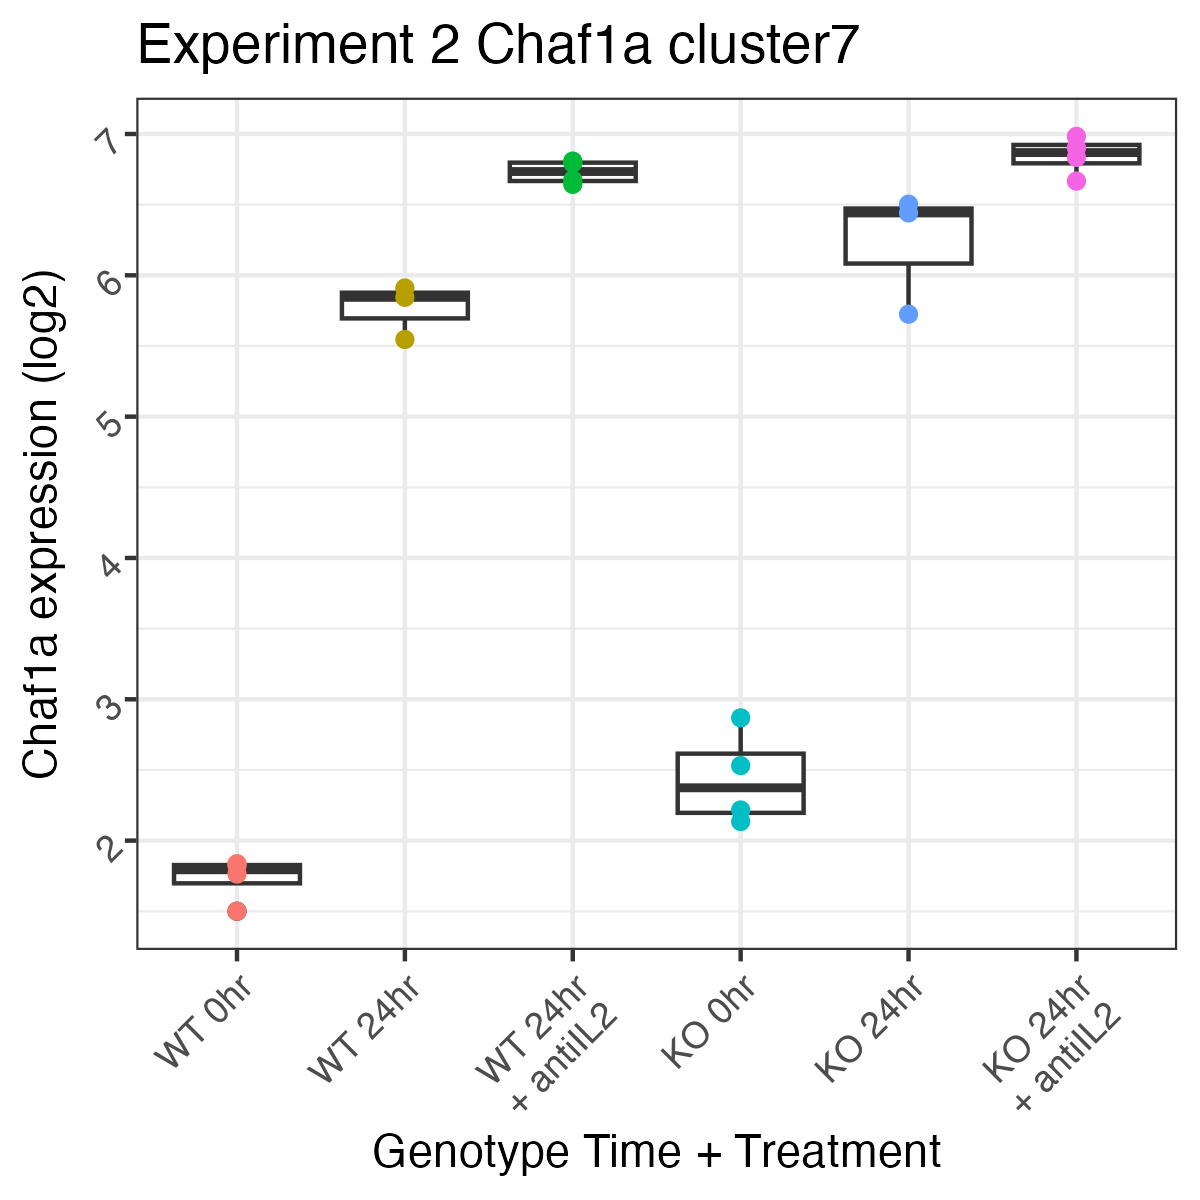 Experiment 2 Chaf1a cluster7
Chaf1a expression (log2)
7
6
5
4
3
2
WT 0hr
WT 24hr
WT 24hr
+ antiIL2
KO 0hr
KO 24hr
KO 24hr
+ antiIL2
Genotype Time + Treatment